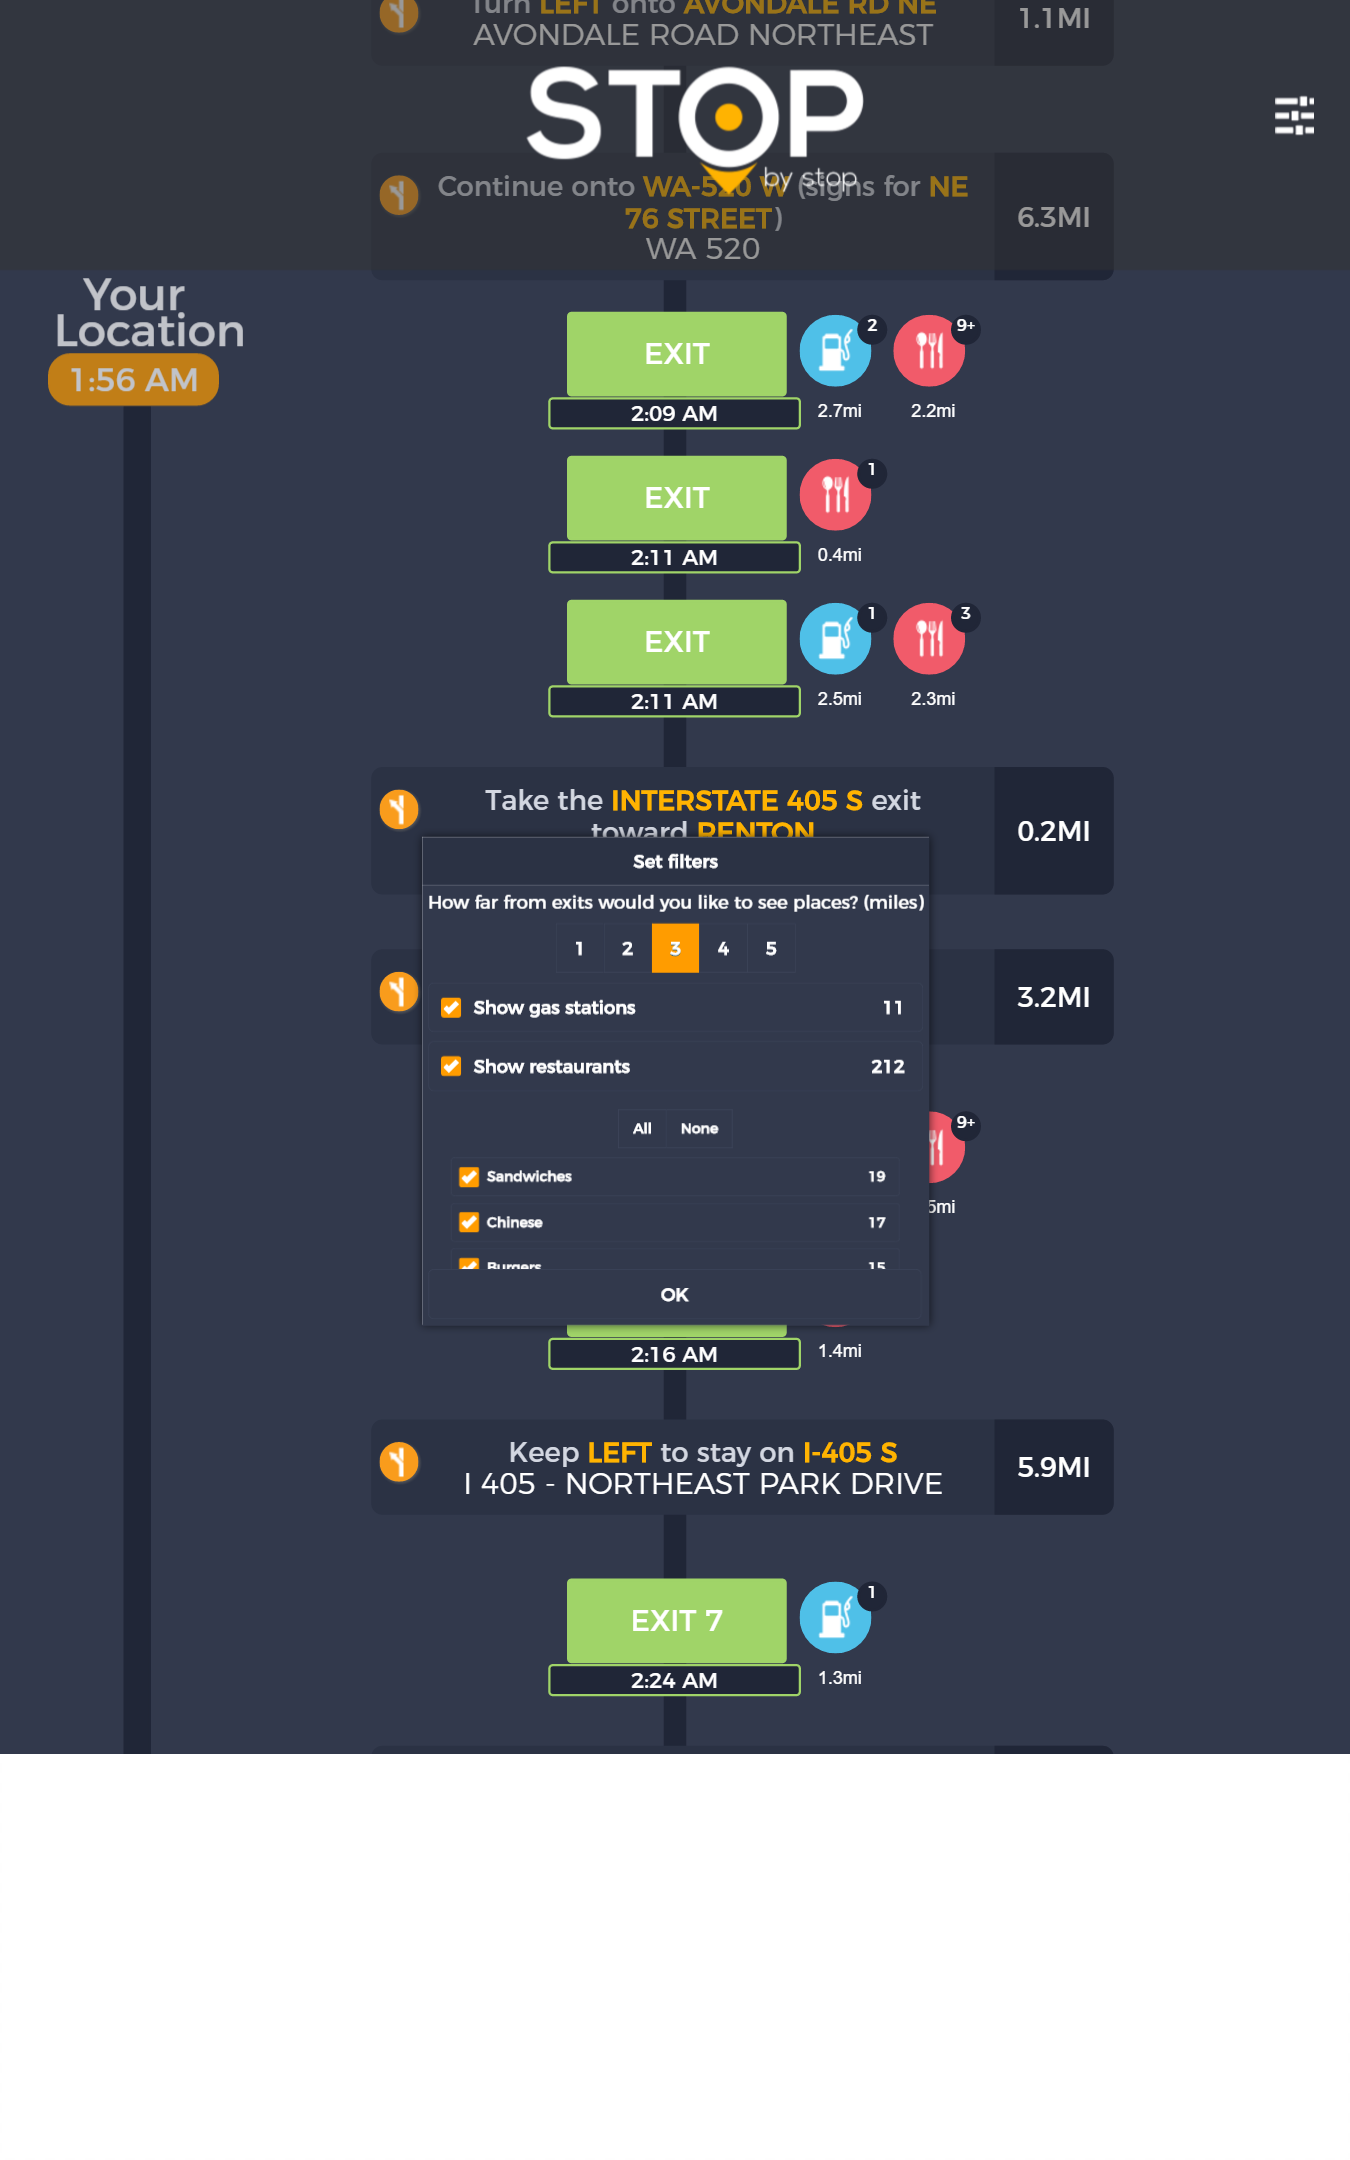 Turn LEFT onto AVONDALE RD NE
AVONDALE ROAD NORTHEAST
1.1MI
STOP
by stop
Continue onto WA-520 W (signs for NE
76 STREET)
WA 520
6.3MI
Your
Location
1:56 AM
EXIT
2:09 AM
2
2.7mi
9+
2.2mi
EXIT
2:11 AM
1
0.4mi
EXIT
2:11 AM
1
2.5mi
3
2.3mi
Take the INTERSTATE 405 S exit
toward RENTON
0.2MI
Set filters
How far from exits would you like to see places? (miles)
1 2 3 4 5
Show gas stations 11
Show restaurants 212
All None
Sandwiches 19
Chinese 17
Burgers 15
OK
3.2MI
9+
5mi
2:16 AM
1.4mi
Keep LEFT to stay on I-405 S
I 405 - NORTHEAST PARK DRIVE
5.9MI
EXIT 7
2:24 AM
1
1.3mi